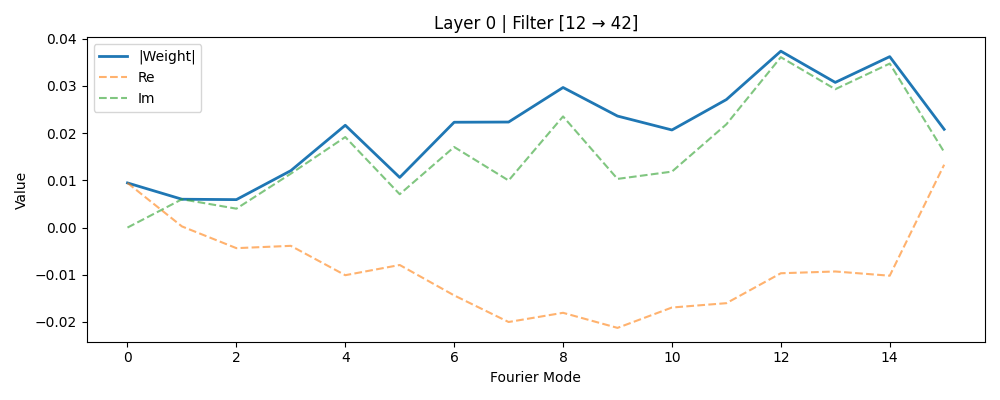 Layer 0 | Filter [12 → 42]
|Weight|
Re
Im
0.04
0.03
0.02
0.01
0.00
−0.01
−0.02
Value
0 2 4 6 8 10 12 14
Fourier Mode